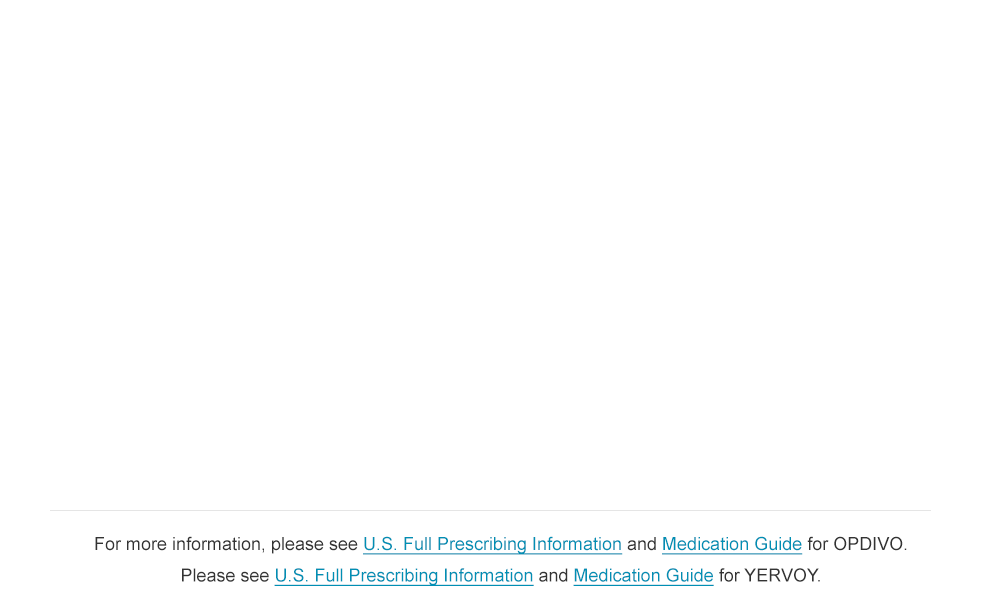 For more information, please see U.S. Full Prescribing Information and Medication Guide for OPDIVO.
Please see U.S. Full Prescribing Information and Medication Guide for YERVOY.